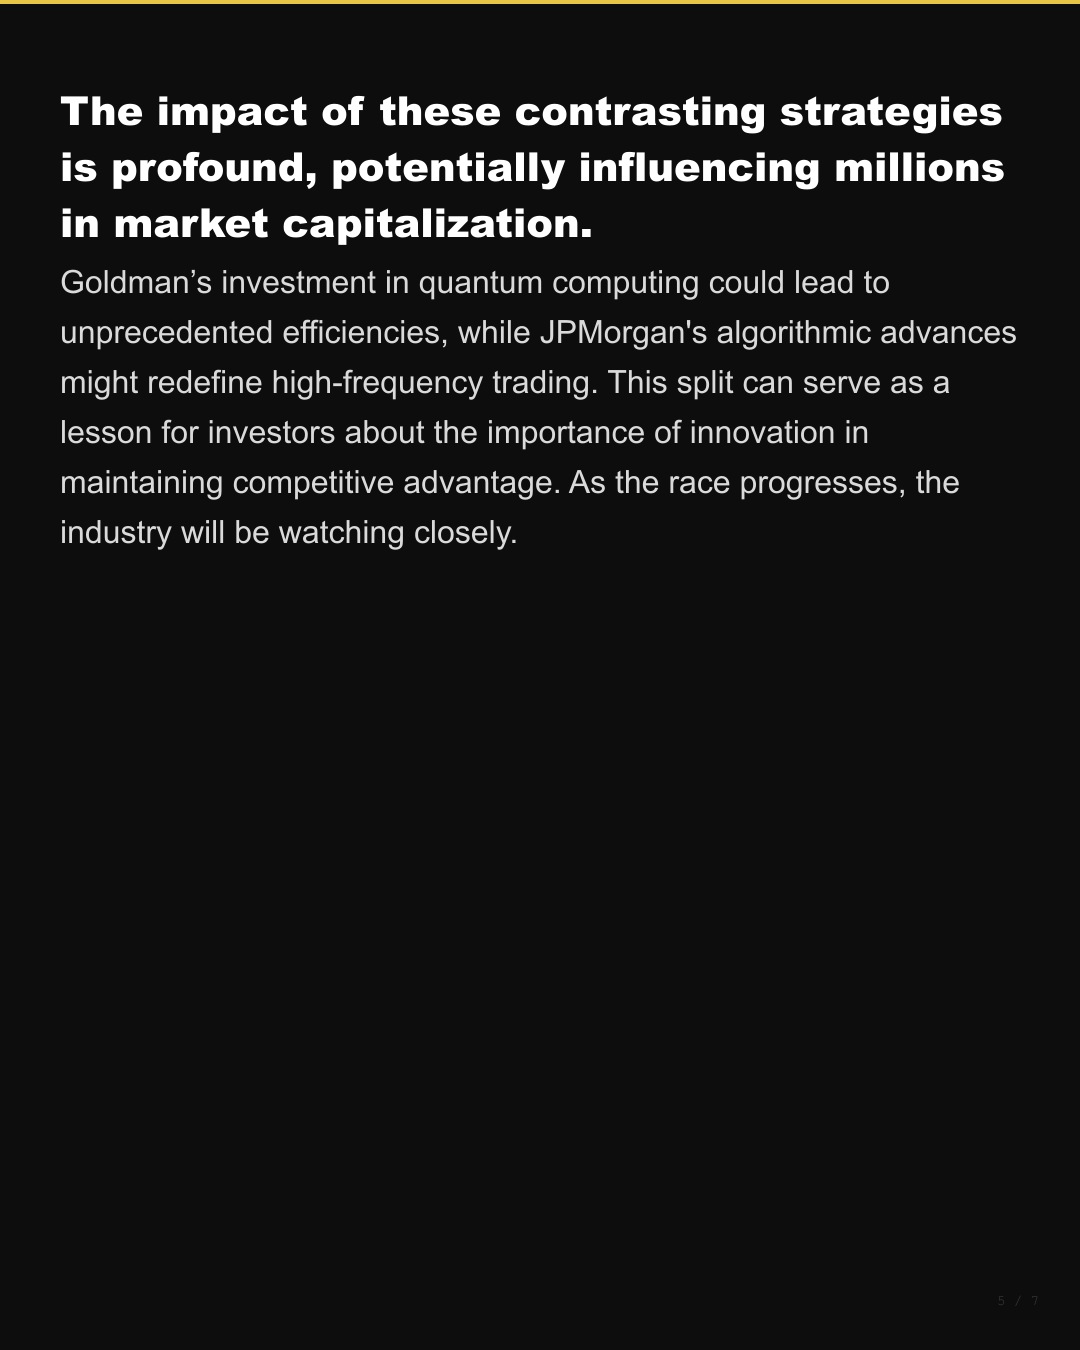 The impact of these contrasting strategies
is profound, potentially influencing millions
in market capitalization.
Goldman’s investment in quantum computing could lead to
unprecedented efficiencies, while JPMorgan's algorithmic advances
might redefine high-frequency trading. This split can serve as a
lesson for investors about the importance of innovation in
maintaining competitive advantage. As the race progresses, the
industry will be watching closely.
5 / 7